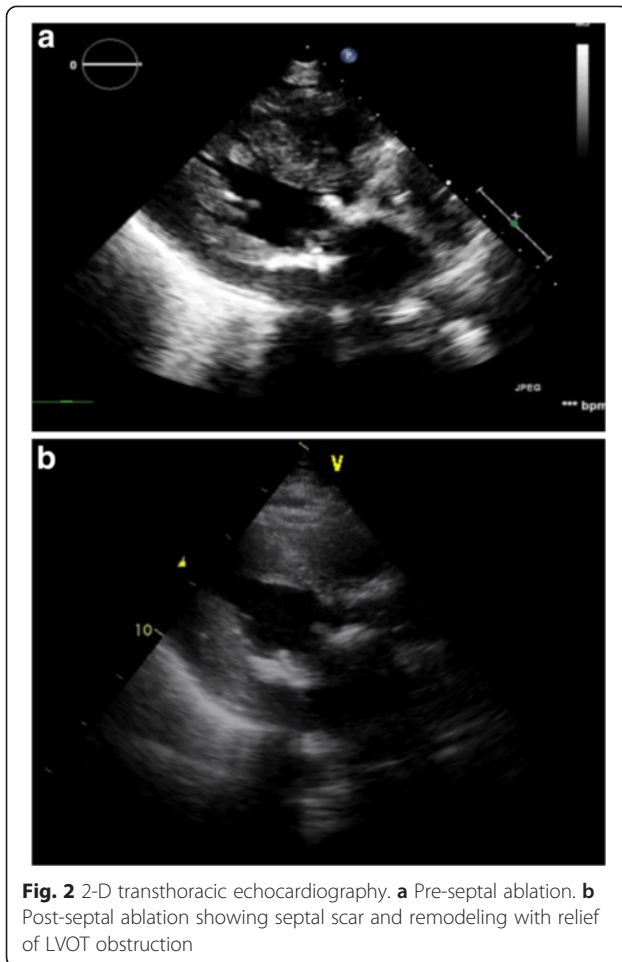 a
0
JPEG
*** bpm
b
V
10
Fig. 2 2-D transthoracic echocardiography. a Pre-septal ablation. b
Post-septal ablation showing septal scar and remodeling with relief
of LVOT obstruction